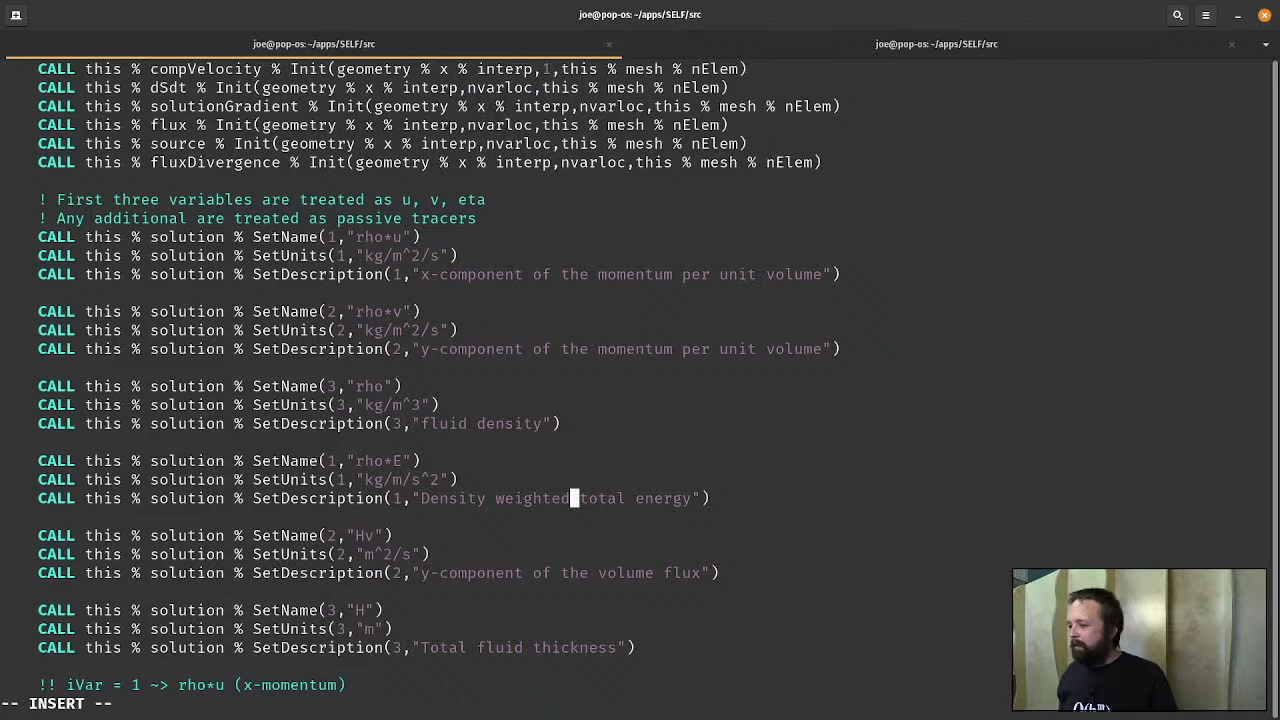 joe@pop-os: ~/apps/SELF/src
joe@pop-os: ~/apps/SELF/src
joe@pop-os: ~/apps/SELF/src
CALL this % compVelocity % Init(geometry % x % interp,1,this % mesh % nElem)
CALL this % dSdt % Init(geometry % x % interp,nvarloc,this % mesh % nElem)
CALL this % solutionGradient % Init(geometry % x % interp,nvarloc,this % mesh % nElem)
CALL this % flux % Init(geometry % x % interp,nvarloc,this % mesh % nElem)
CALL this % source % Init(geometry % x % interp,nvarloc,this % mesh % nElem)
CALL this % fluxDivergence % Init(geometry % x % interp,nvarloc,this % mesh % nElem)
! First three variables are treated as u, v, eta
! Any additional are treated as passive tracers
CALL this % solution % SetName(1,"rho*u")
CALL this % solution % SetUnits(1,"kg/m^2/s")
CALL this % solution % SetDescription(1,"x-component of the momentum per unit volume")
CALL this % solution % SetName(2,"rho*v")
CALL this % solution % SetUnits(2,"kg/m^2/s")
CALL this % solution % SetDescription(2,"y-component of the momentum per unit volume")
CALL this % solution % SetName(3,"rho")
CALL this % solution % SetUnits(3,"kg/m^3")
CALL this % solution % SetDescription(3,"fluid density")
CALL this % solution % SetName(1,"rho*E")
CALL this % solution % SetUnits(1,"kg/m/s^2")
CALL this % solution % SetDescription(1,"Density weighted total energy")
CALL this % solution % SetName(2,"Hv")
CALL this % solution % SetUnits(2,"m^2/s")
CALL this % solution % SetDescription(2,"y-component of the volume flux")
CALL this % solution % SetName(3,"H")
CALL this % solution % SetUnits(3,"m")
CALL this % solution % SetDescription(3,"Total fluid thickness")
!! iVar = 1 ~> rho*u (x-momentum)
-- INSERT --